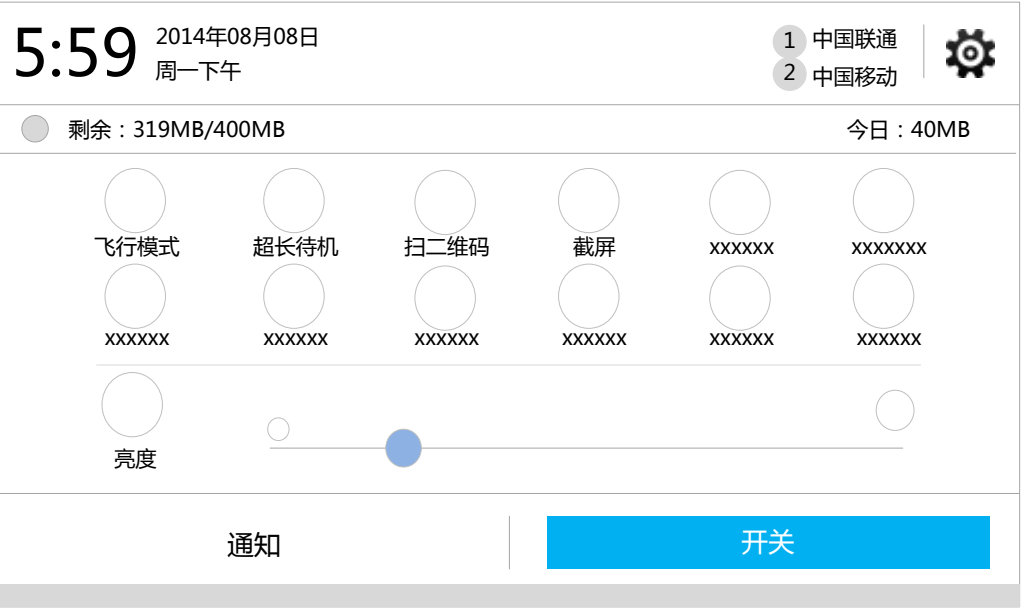 5:59 2014年08月08日
周一下午
1 中国联通
2 中国移动
剩余：319MB/400MB 今日：40MB
飞行模式 超长待机 扫二维码 截屏 xxxxxx xxxxxxx
xxxxxx xxxxxx xxxxxx xxxxxx xxxxxx xxxxxx
亮度
通知 开关